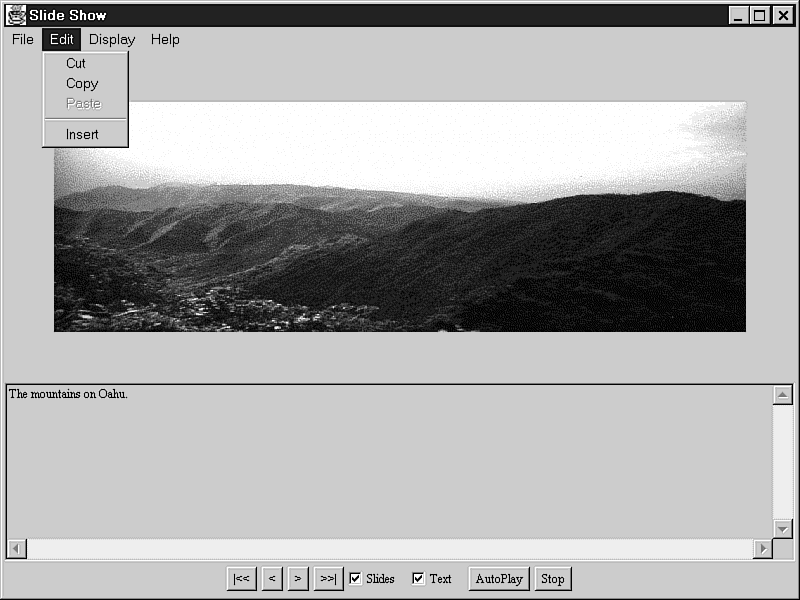 Slide Show
File Edit Display Help
Cut
Copy
Paste
Insert
The mountains on Oahu.
|<< < > >>| Slides Text AutoPlay Stop